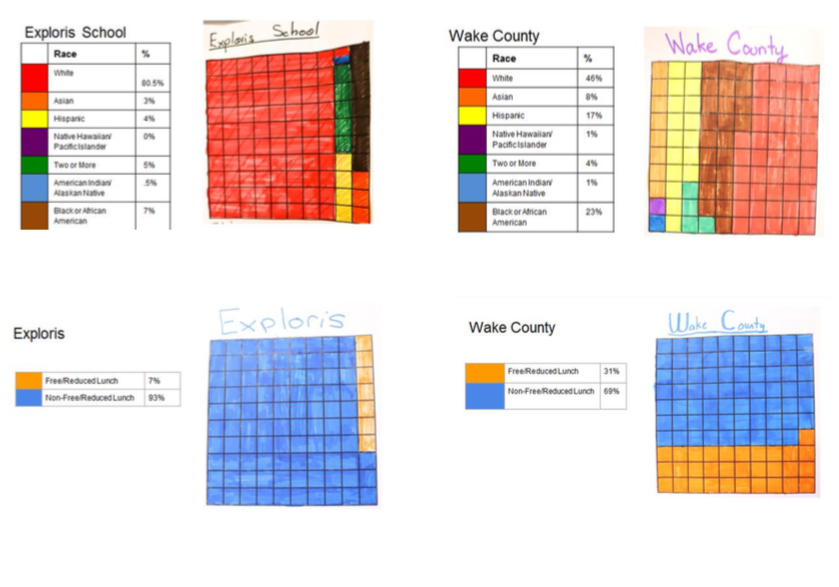 Exploris School
Race %
White 80.5%
Asian 3%
Hispanic 4%
Native Hawaiian/
Pacific Islander 0%
Two or More 5%
American Indian/
Alaskan Native .5%
Black or African
American 7%
Exploris School
Wake County
Race %
White 46%
Asian 8%
Hispanic 17%
Native Hawaiian/
Pacific Islander 1%
Two or More 4%
American Indian/
Alaskan Native 1%
Black or African
American 23%
Wake County
Exploris
Free/Reduced Lunch 7%
Non-Free/Reduced Lunch 93%
Exploris
Wake County
Free/Reduced Lunch 31%
Non-Free/Reduced Lunch 69%
Wake County